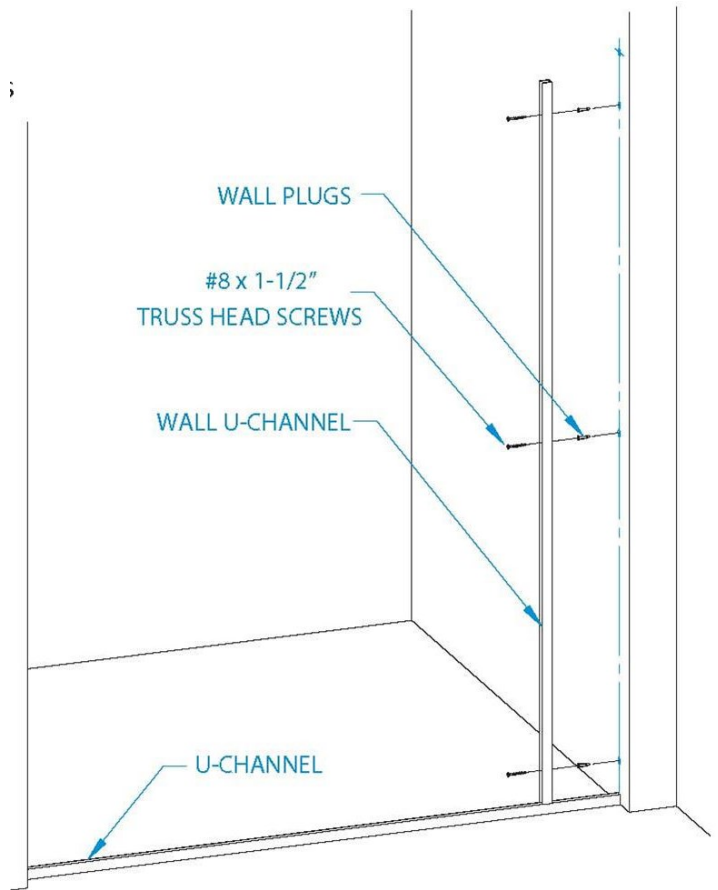 WALL PLUGS
#8 x 1-1/2”
TRUSS HEAD SCREWS
WALL U-CHANNEL
U-CHANNEL